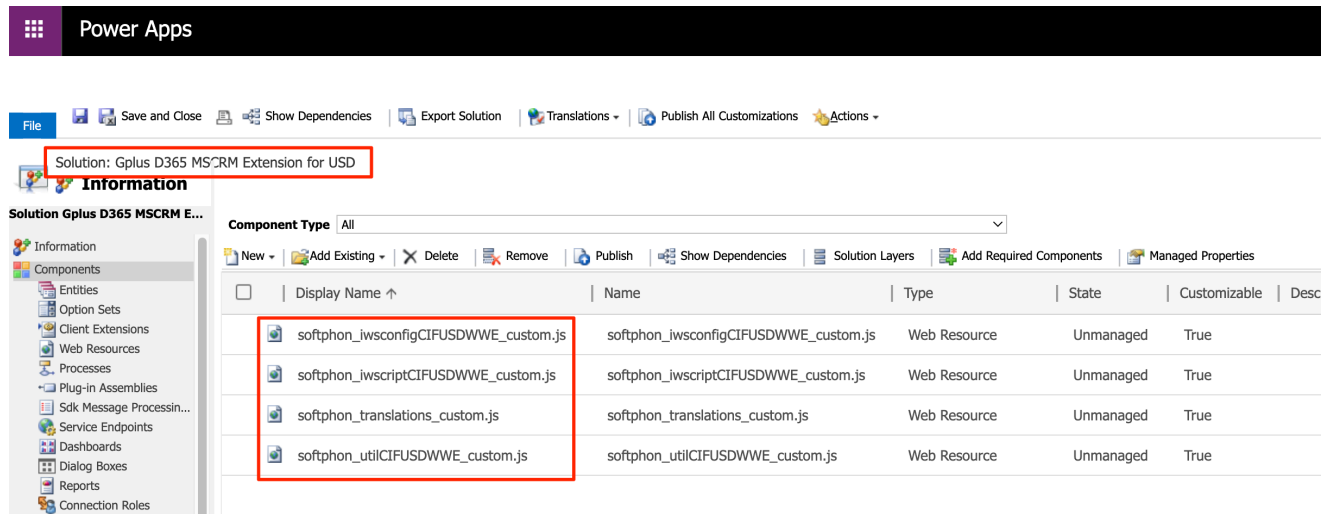 Power Apps
File Save and Close Show Dependencies Export Solution Translations Publish All Customizations Actions
Solution: Gplus D365 MSCRM Extension for USD
Information
Solution Gplus D365 MSCRM E...
Information
Components
Entities
Option Sets
Client Extensions
Web Resources
Processes
Plug-in Assemblies
Sdk Message Processin...
Service Endpoints
Dashboards
Dialog Boxes
Reports
Connection Roles
Component Type All
New Add Existing Delete Remove Publish Show Dependencies Solution Layers Add Required Components Managed Properties
Display Name ↑ Name Type State Customizable Desc
softphon_iwsconfigCIFUSDWWE_custom.js softphon_iwsconfigCIFUSDWWE_custom.js Web Resource Unmanaged True
softphon_iwscriptCIFUSDWWE_custom.js softphon_iwscriptCIFUSDWWE_custom.js Web Resource Unmanaged True
softphon_translations_custom.js softphon_translations_custom.js Web Resource Unmanaged True
softphon_utilCIFUSDWWE_custom.js softphon_utilCIFUSDWWE_custom.js Web Resource Unmanaged True